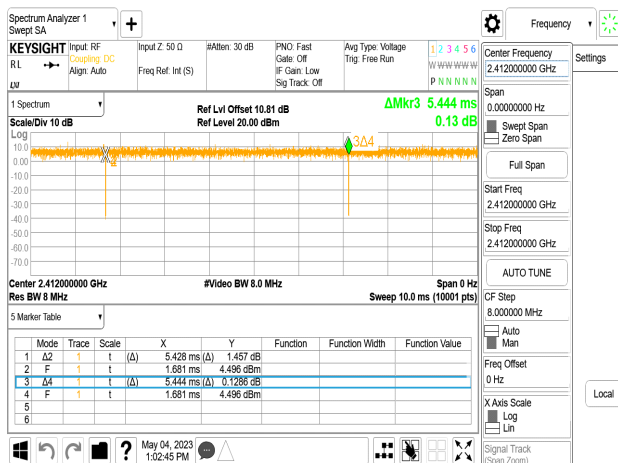 Spectrum Analyzer 1
Swept SA
+
Frequency
KEYSIGHT
RL
Input: RF
Coupling: DC
Align: Auto
Input Z: 50 Ω
Freq Ref: Int (S)
#Atten: 30 dB
PNO: Fast
Gate: Off
IF Gain: Low
Sig Track: Off
Avg Type: Voltage
Trig: Free Run
1 2 3 4 5 6
W W W W W W
P N N N N N
1 Spectrum
Scale/Div 10 dB
Ref Lvl Offset 10.81 dB
Ref Level 20.00 dBm
ΔMkr3 5.444 ms
0.13 dB
Log
10.0
0.00
-10.0
-20.0
-30.0
-40.0
-50.0
-60.0
-70.0
3Δ4
Center 2.412000000 GHz
Res BW 8 MHz
#Video BW 8.0 MHz
Span 0 Hz
Sweep 10.0 ms (10001 pts)
5 Marker Table
Mode Trace Scale X Y Function Function Width Function Value
1 Δ2 1 t (Δ) 5.428 ms (Δ) 1.457 dB
2 F 1 t 1.681 ms 4.496 dBm
3 Δ4 1 t (Δ) 5.444 ms (Δ) 0.1286 dB
4 F 1 t 1.681 ms 4.496 dBm
5
6
?
May 04, 2023
1:02:45 PM
Center Frequency
2.412000000 GHz
Span
0.00000000 Hz
Swept Span
Zero Span
Full Span
Start Freq
2.412000000 GHz
Stop Freq
2.412000000 GHz
AUTO TUNE
CF Step
8.000000 MHz
Auto
Man
Freq Offset
0 Hz
X Axis Scale
Log
Lin
Signal Track
(Span Zoom)
Settings
Local